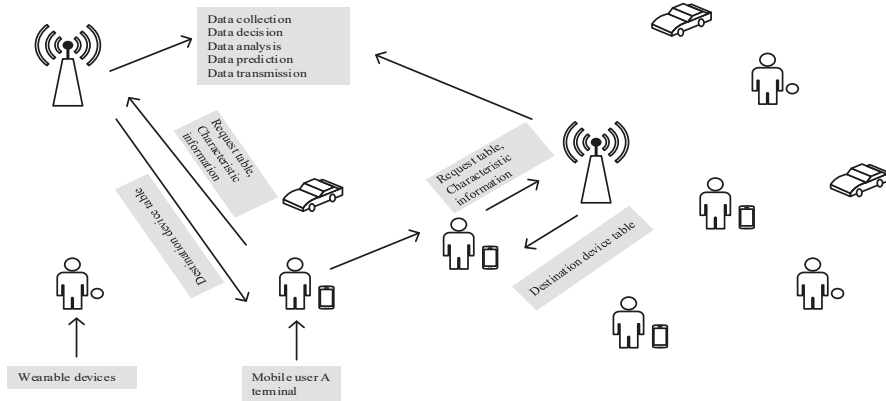 Data collection
Data decision
Data analysis
Data prediction
Data transmission
Request table,
Characteristic
information
Destination device table
Request table,
Characteristic
information
Destination device table
Wearable devices
Mobile user A
terminal